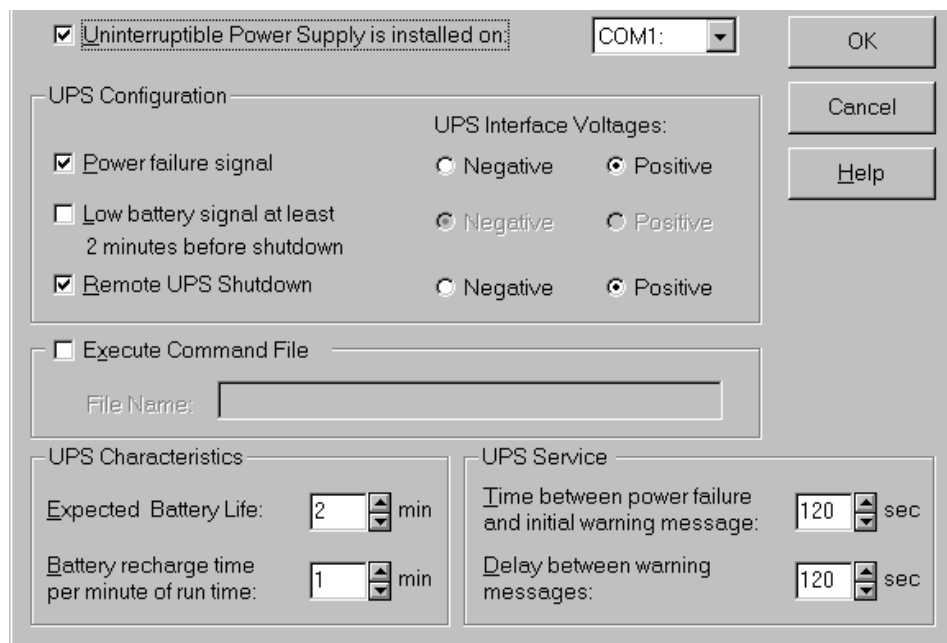 Uninterruptible Power Supply is installed on:
COM1:
OK
UPS Configuration
Cancel
UPS Interface Voltages:
Power failure signal
Negative
Positive
Help
Low battery signal at least
2 minutes before shutdown
Negative
Positive
Remote UPS Shutdown
Negative
Positive
Execute Command File
File Name:
UPS Characteristics
Expected Battery Life:
2
min
Battery recharge time
per minute of run time:
1
min
UPS Service
Time between power failure
and initial warning message:
120
sec
Delay between warning
messages:
120
sec